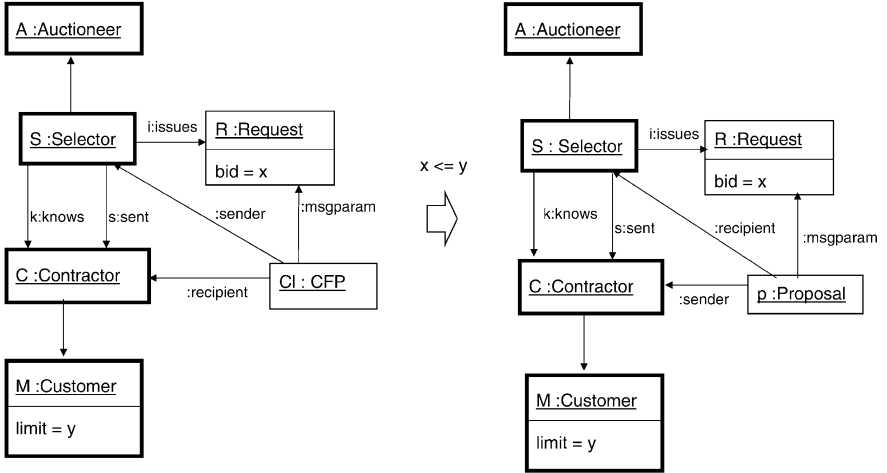 A :Auctioneer
S :Selector
i:issues
R :Request
bid = x
k:knows
s:sent
:sender
:msgparam
C :Contractor
:recipient
Cl : CFP
M :Customer
limit = y
x <= y
A :Auctioneer
S : Selector
i:issues
R :Request
bid = x
k:knows
s:sent
:recipient
:msgparam
C :Contractor
:sender
p :Proposal
M :Customer
limit = y